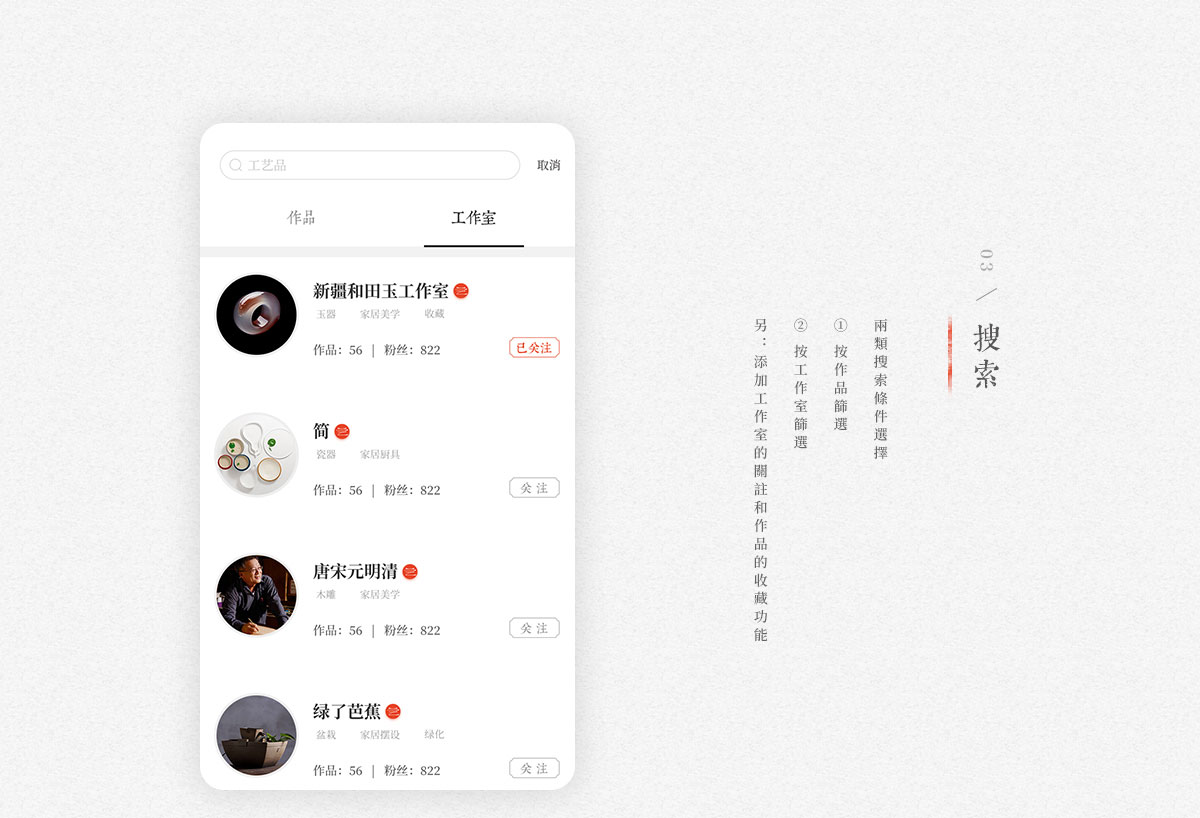 工艺品
取消
作品
工作室
新疆和田玉工作室
玉器 家居美学 收藏
作品：56 | 粉丝：822
已关注
简
瓷器 家居厨具
作品：56 | 粉丝：822
关注
唐宋元明清
木雕 家居美学
作品：56 | 粉丝：822
关注
绿了芭蕉
盆栽 家居摆设 绿化
作品：56 | 粉丝：822
关注
03 \ 搜索
兩類搜索條件選擇
① 按作品篩選
② 按工作室篩選
另：添加工作室的關註和作品的收藏功能